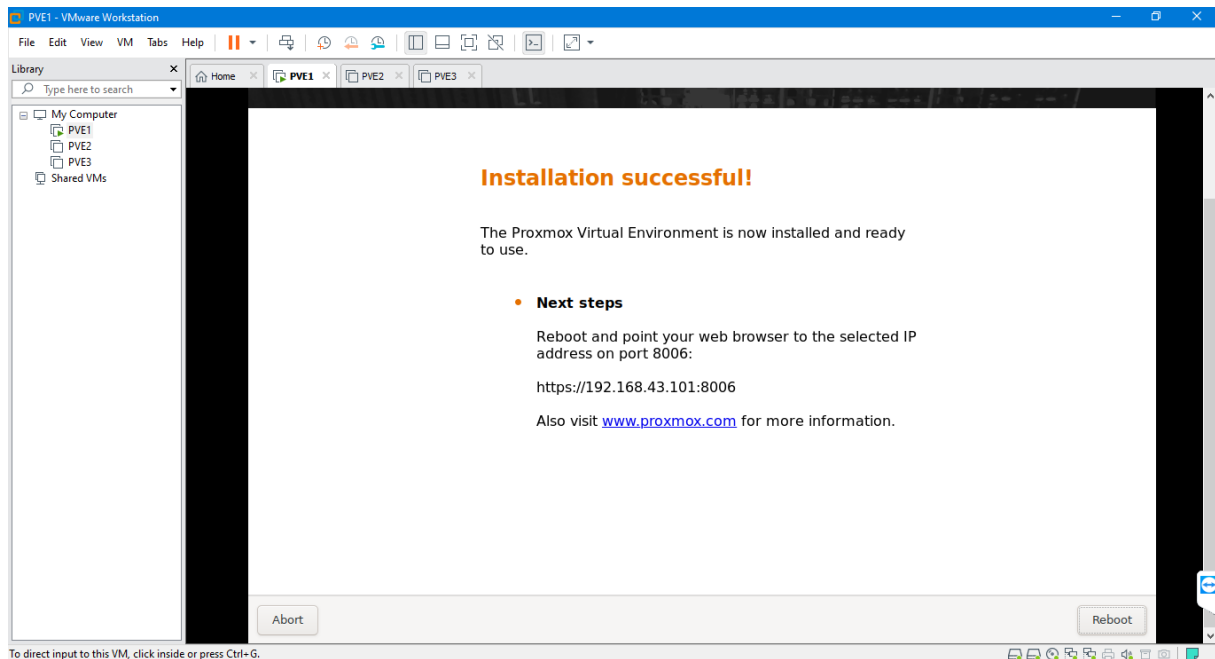 PVE1 - VMware Workstation
File Edit View VM Tabs Help
Library
Type here to search
My Computer
PVE1
PVE2
PVE3
Shared VMs
Home
PVE1
PVE2
PVE3
Installation successful!
The Proxmox Virtual Environment is now installed and ready
to use.
Next steps
Reboot and point your web browser to the selected IP
address on port 8006:
https://192.168.43.101:8006
Also visit www.proxmox.com for more information.
Abort
Reboot
To direct input to this VM, click inside or press Ctrl+G.